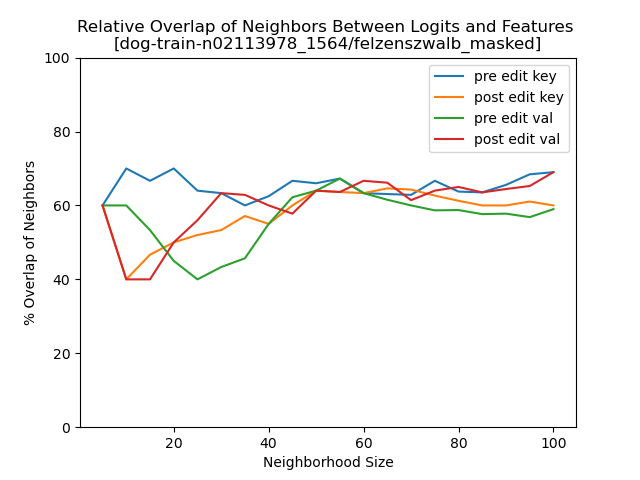 Relative Overlap of Neighbors Between Logits and Features
[dog-train-n02113978_1564/felzenszwalb_masked]
100
80
60
40
20
0
% Overlap of Neighbors
pre edit key
post edit key
pre edit val
post edit val
20 40 60 80 100
Neighborhood Size